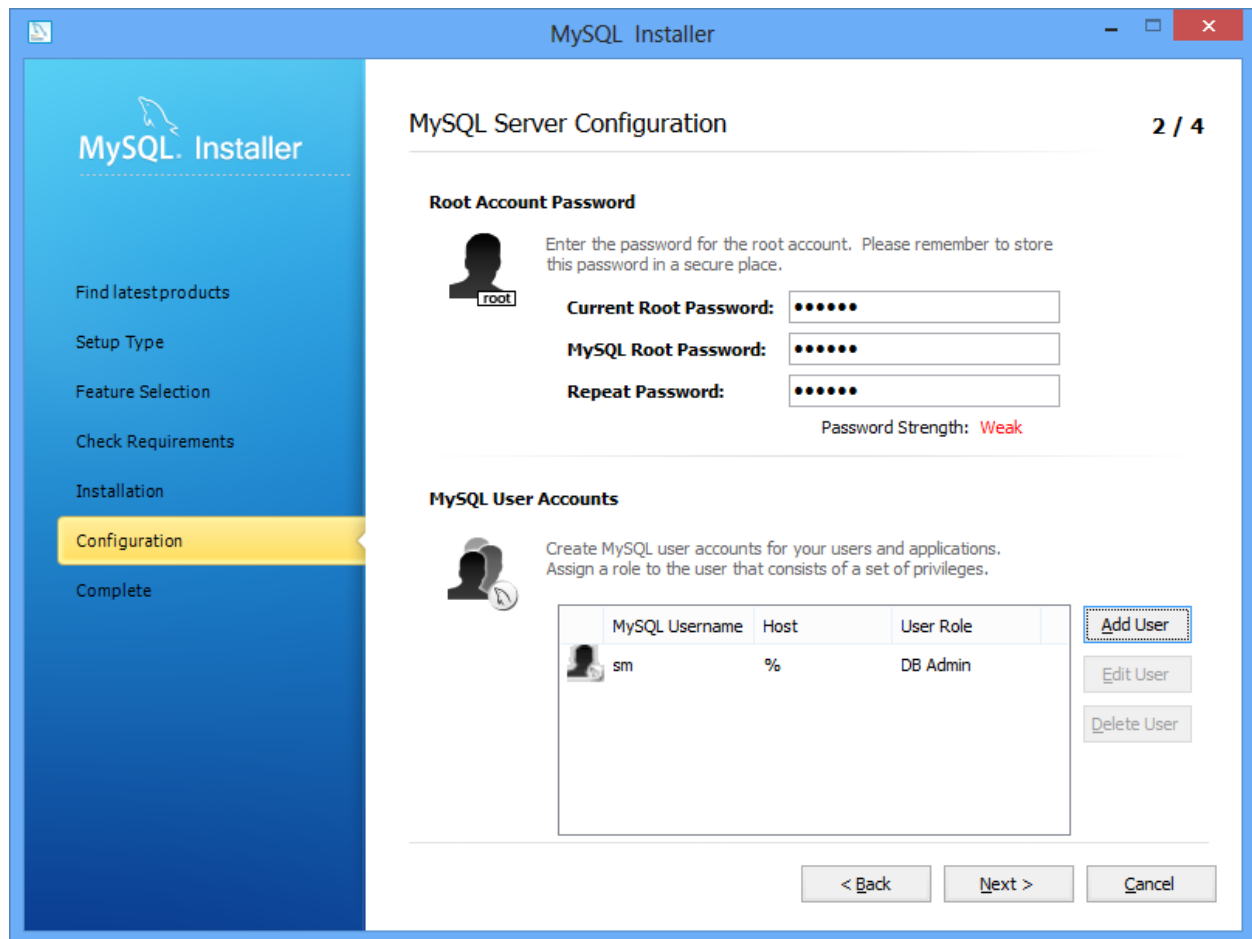 MySQL Installer
MySQL. Installer
MySQL Server Configuration
2 / 4
Find latest products
Setup Type
Feature Selection
Check Requirements
Installation
Configuration
Complete
Root Account Password
root
Enter the password for the root account. Please remember to store
this password in a secure place.
Current Root Password: ●●●●●●
MySQL Root Password: ●●●●●●
Repeat Password: ●●●●●●
Password Strength: Weak
MySQL User Accounts
Create MySQL user accounts for your users and applications.
Assign a role to the user that consists of a set of privileges.
MySQL Username Host User Role
sm % DB Admin
Add User
Edit User
Delete User
< Back Next > Cancel